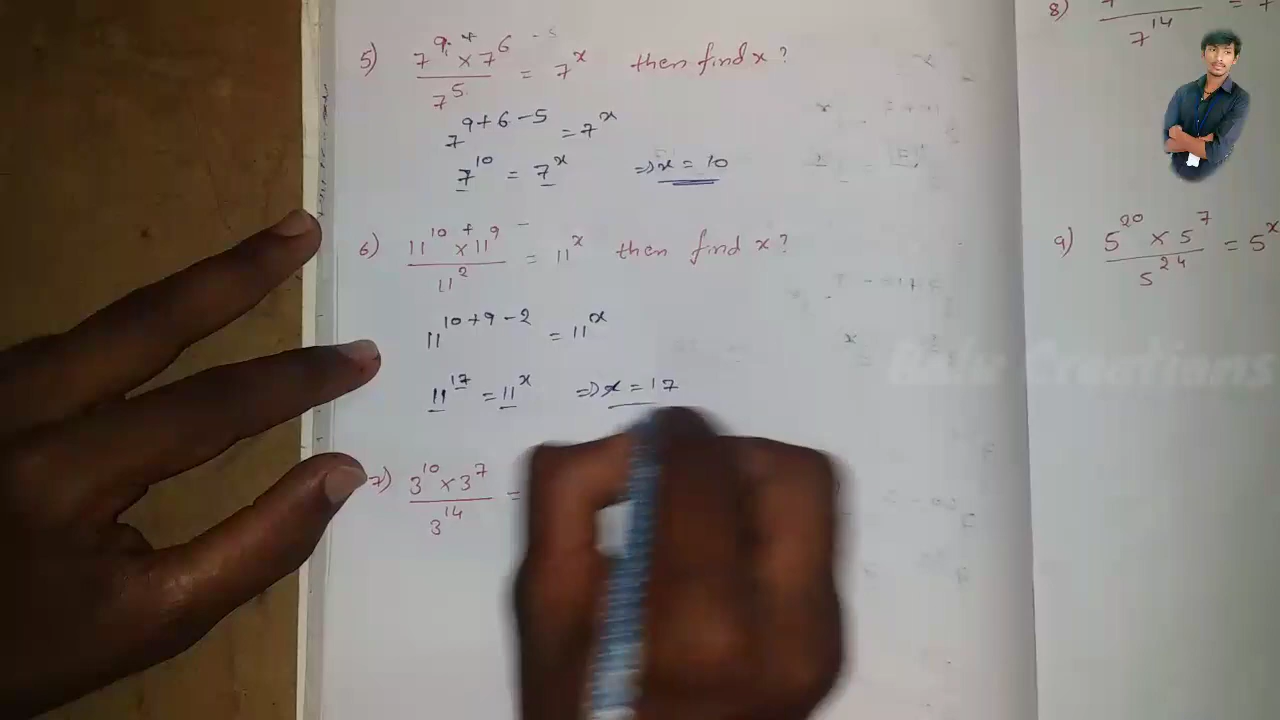 5) 7^9 × 7^6 / 7^5 = 7^x then find x?
7^(9+6-5) = 7^x
7^10 = 7^x ⇒ x = 10
6) 11^10 × 11^9 / 11^2 = 11^x then find x?
11^(10+9-2) = 11^x
11^17 = 11^x ⇒ x = 17
7) 3^10 × 3^7 / 3^14 =
8)
7^14
9) 5^20 × 5^7 / 5^24 = 5^x
Balu Creations